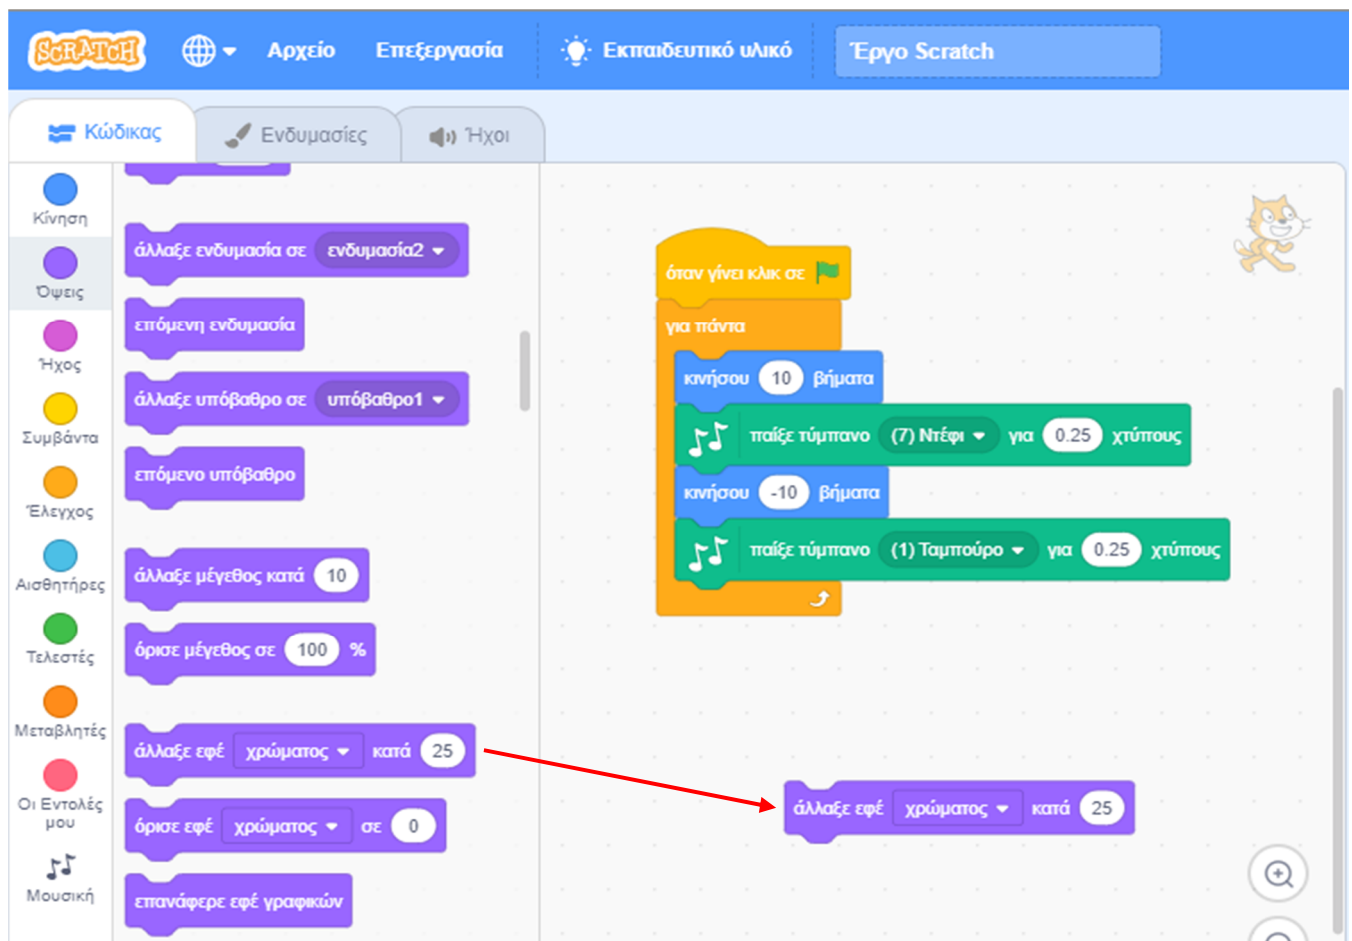 SCRATCH Αρχείο Επεξεργασία Εκπαιδευτικό υλικό Έργο Scratch
Κώδικας Ενδυμασίες Ήχοι
Κίνηση
Όψεις
Ήχος
Συμβάντα
Έλεγχος
Αισθητήρες
Τελεστές
Μεταβλητές
Οι Εντολές
μου
Μουσική
άλλαξε ενδυμασία σε ενδυμασία2
επόμενη ενδυμασία
άλλαξε υπόβαθρο σε υπόβαθρο1
επόμενο υπόβαθρο
άλλαξε μέγεθος κατά 10
όρισε μέγεθος σε 100 %
άλλαξε εφέ χρώματος κατά 25
όρισε εφέ χρώματος σε 0
επανάφερε εφέ γραφικών
όταν γίνει κλικ σε
για πάντα
κινήσου 10 βήματα
παίξε τύμπανο (7) Ντέφι για 0.25 χτύπους
κινήσου -10 βήματα
παίξε τύμπανο (1) Ταμπούρο για 0.25 χτύπους
άλλαξε εφέ χρώματος κατά 25